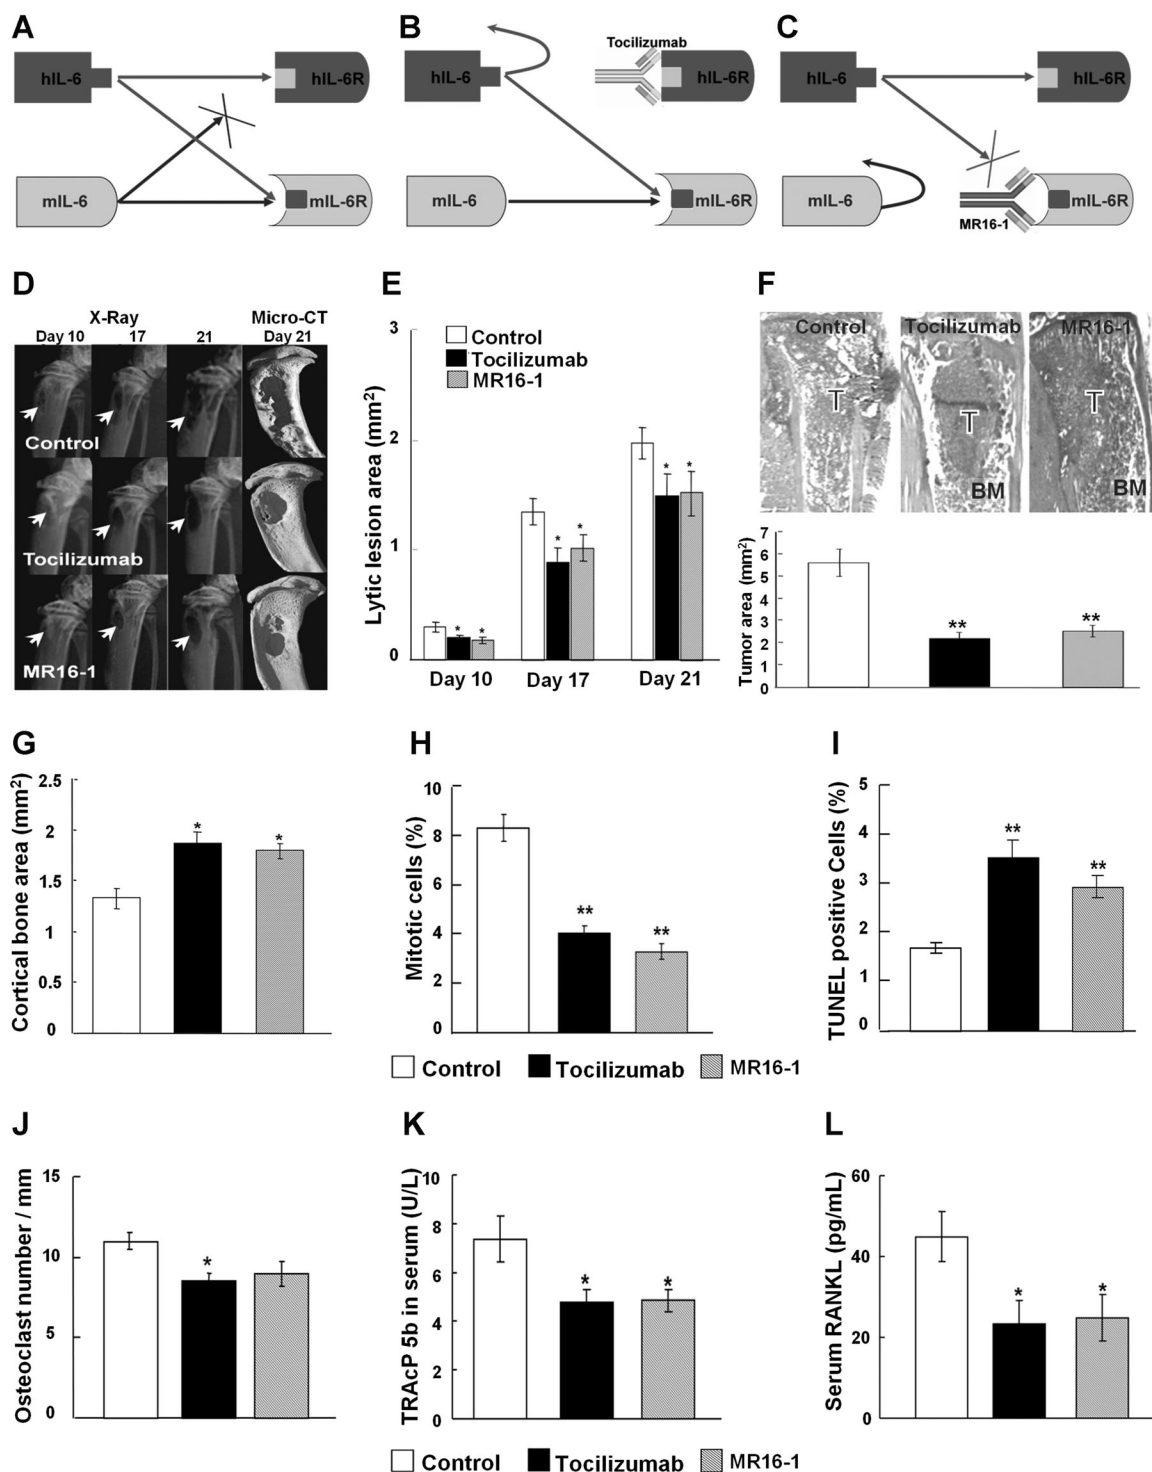 A
B
C
hIL-6
hIL-6R
mIL-6
mIL-6R
Tocilizumab
hIL-6
hIL-6R
mIL-6
mIL-6R
hIL-6
hIL-6R
mIL-6
MR16-1
mIL-6R
D
X-Ray
Micro-CT
Day 10
17
21
Day 21
Control
Tocilizumab
MR16-1
E
Lytic lesion area (mm²)
3
2
1
0
Control
Tocilizumab
MR16-1
* *
* *
* *
Day 10
Day 17
Day 21
F
Control
Tocilizumab
MR16-1
T
T
T
BM
BM
Tumor area (mm²)
7
6
5
4
3
2
1
0
** **
G
Cortical bone area (mm²)
2.5
2
1.5
1
0.5
0
* *
H
Mitotic cells (%)
10
8
6
4
2
0
** **
I
TUNEL positive Cells (%)
5
4
3
2
1
0
** **
Control
Tocilizumab
MR16-1
J
Osteoclast number / mm
15
10
5
0
*
K
TRAcP 5b in serum (U/L)
10
8
6
4
2
0
* *
L
Serum RANKL (pg/mL)
60
40
20
0
* *
Control
Tocilizumab
MR16-1